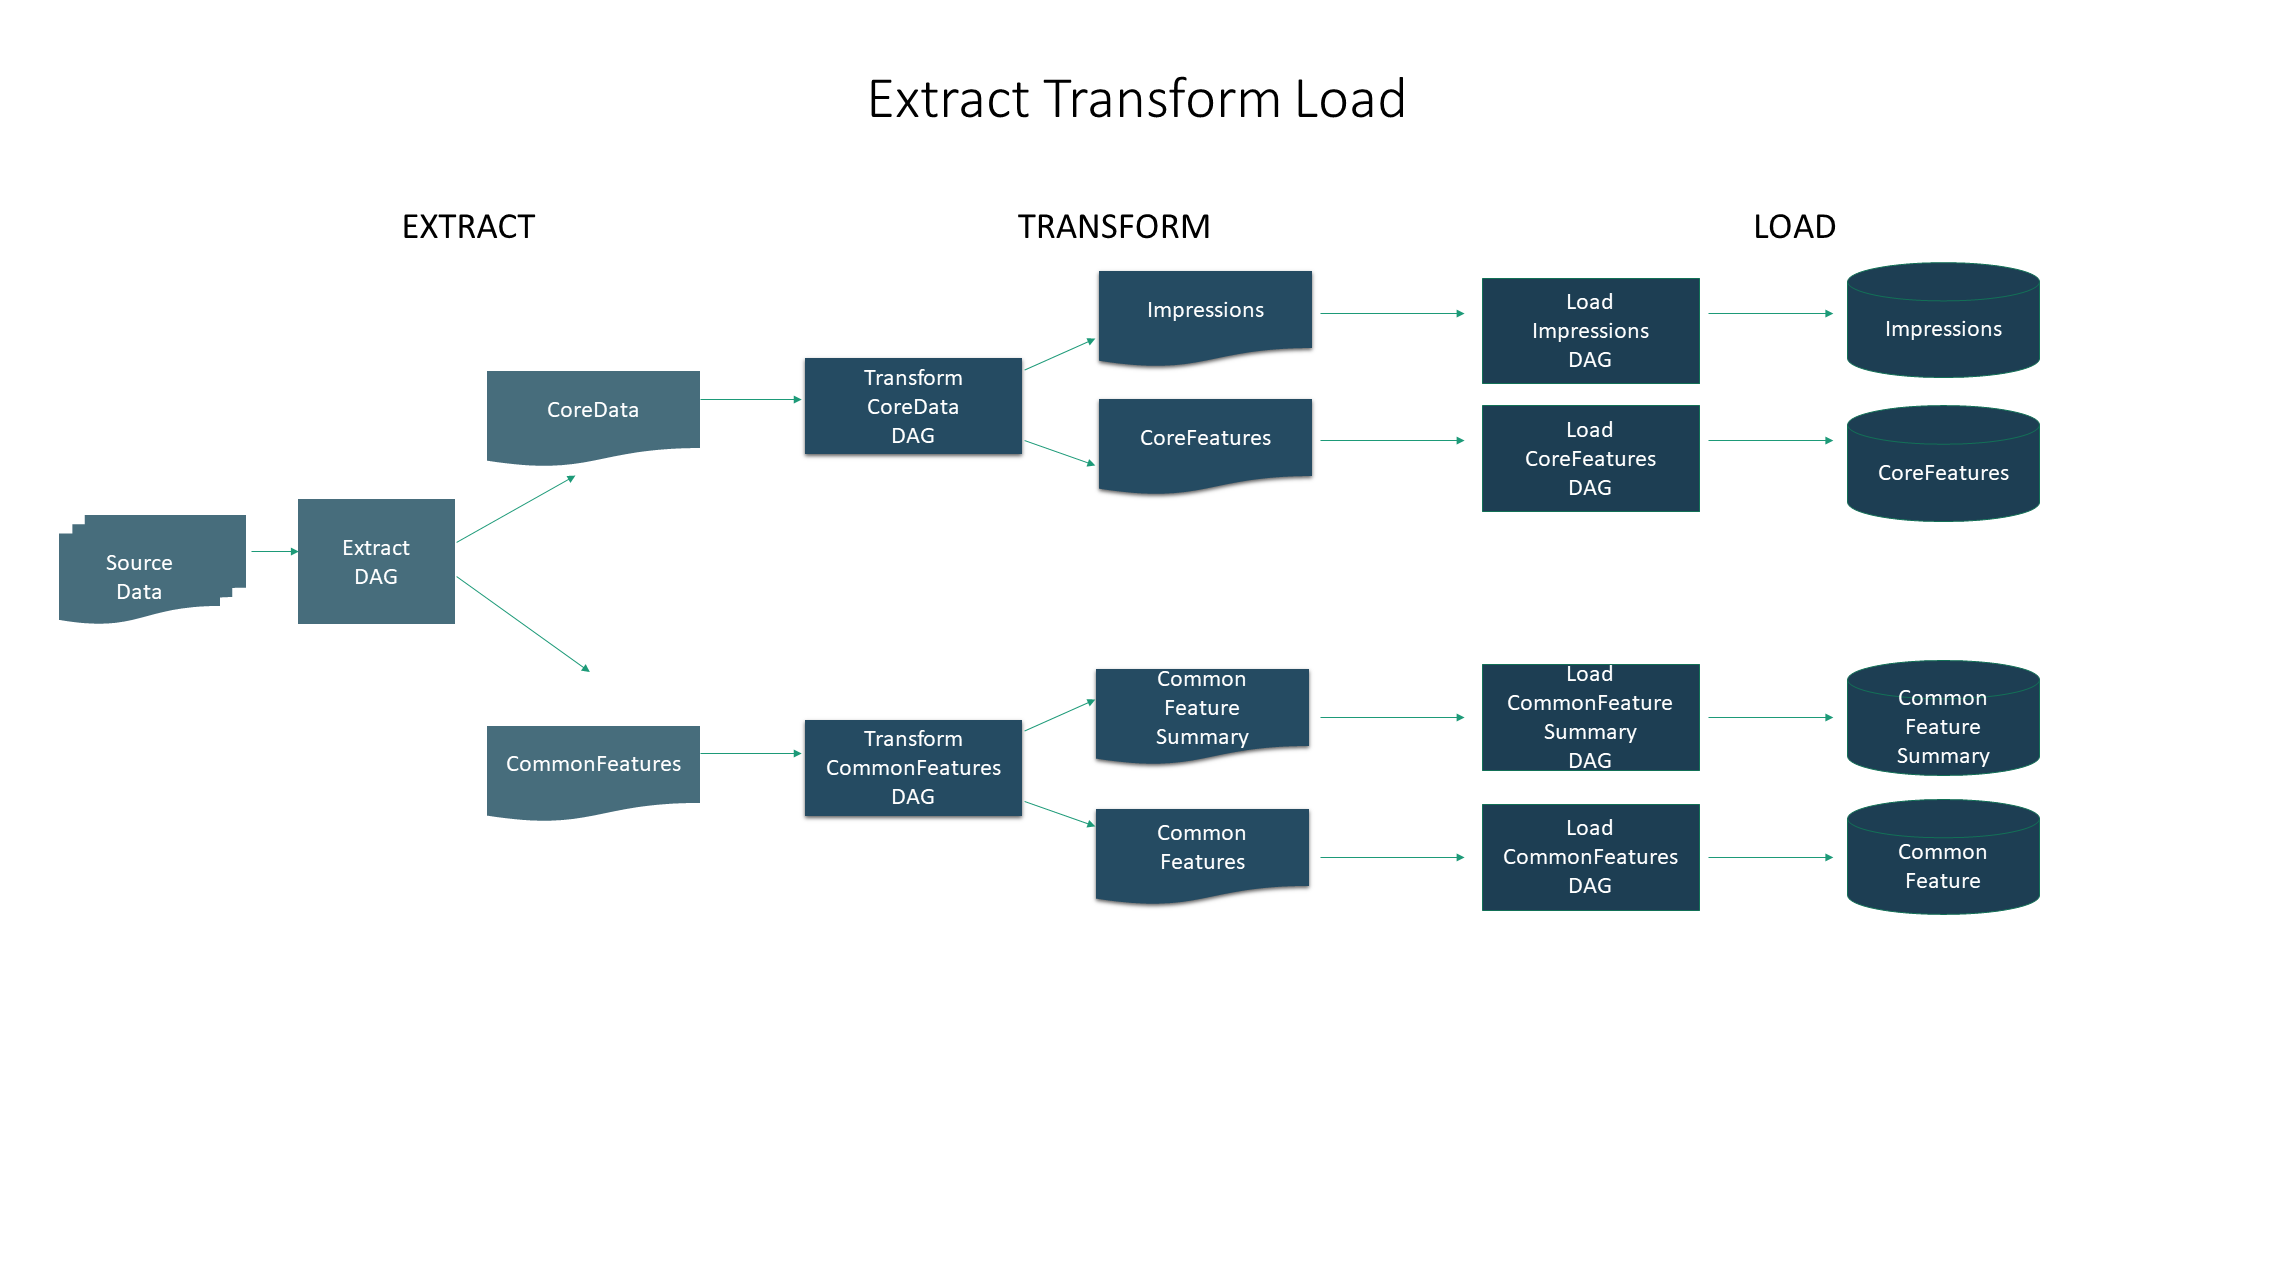 Extract Transform Load
EXTRACT
TRANSFORM
LOAD
Source
Data
Extract
DAG
CoreData
CommonFeatures
Transform
CoreData
DAG
Transform
CommonFeatures
DAG
Impressions
CoreFeatures
Common
Feature
Summary
Common
Features
Load
Impressions
DAG
Load
CoreFeatures
DAG
Load
CommonFeature
Summary
DAG
Load
CommonFeatures
DAG
Impressions
CoreFeatures
Common
Feature
Summary
Common
Feature